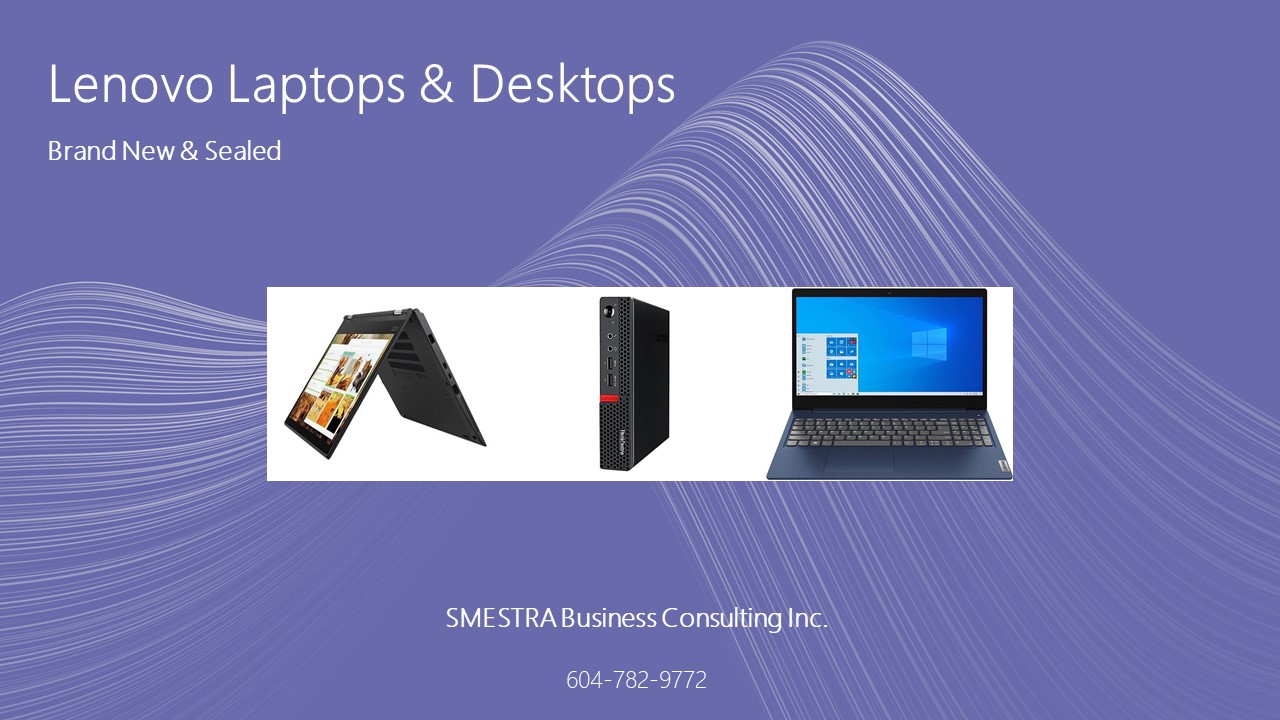 Lenovo Laptops & Desktops
Brand New & Sealed
SMESTRA Business Consulting Inc.
604-782-9772